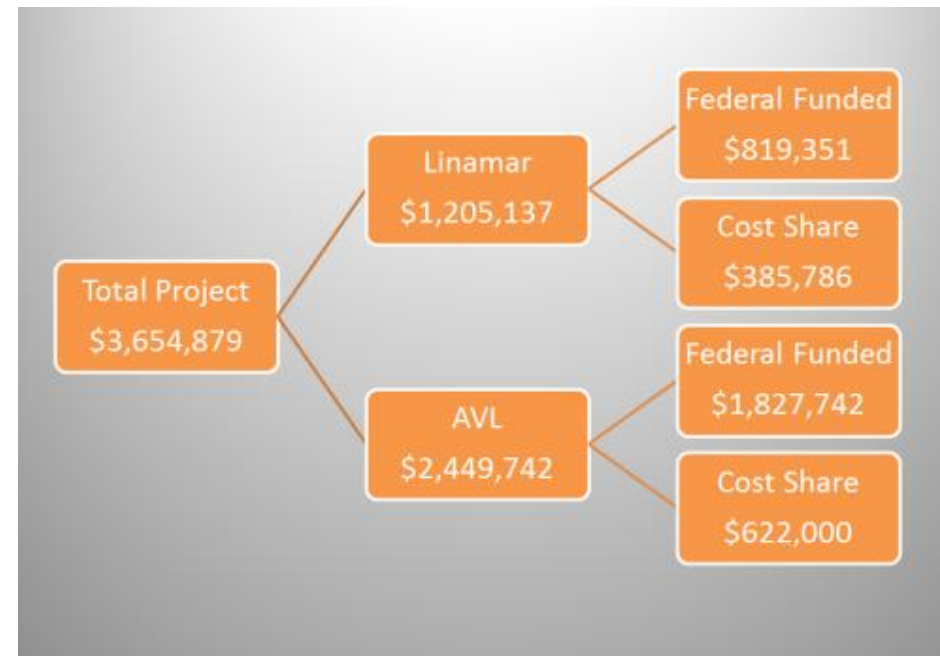 Total Project
$3,654,879
Linamar
$1,205,137
Federal Funded
$819,351
Cost Share
$385,786
AVL
$2,449,742
Federal Funded
$1,827,742
Cost Share
$622,000